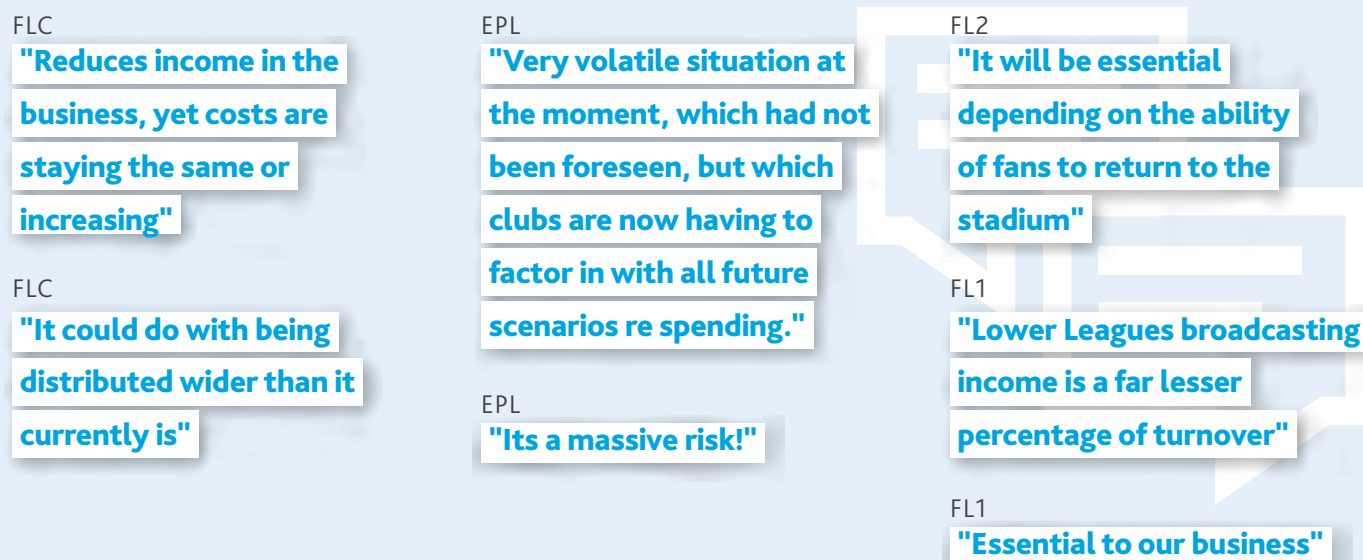 FLC
"Reduces income in the
business, yet costs are
staying the same or
increasing"
FLC
"It could do with being
distributed wider than it
currently is"
EPL
"Very volatile situation at
the moment, which had not
been foreseen, but which
clubs are now having to
factor in with all future
scenarios re spending."
EPL
"Its a massive risk!"
FL2
"It will be essential
depending on the ability
of fans to return to the
stadium"
FL1
"Lower Leagues broadcasting
income is a far lesser
percentage of turnover"
FL1
"Essential to our business"